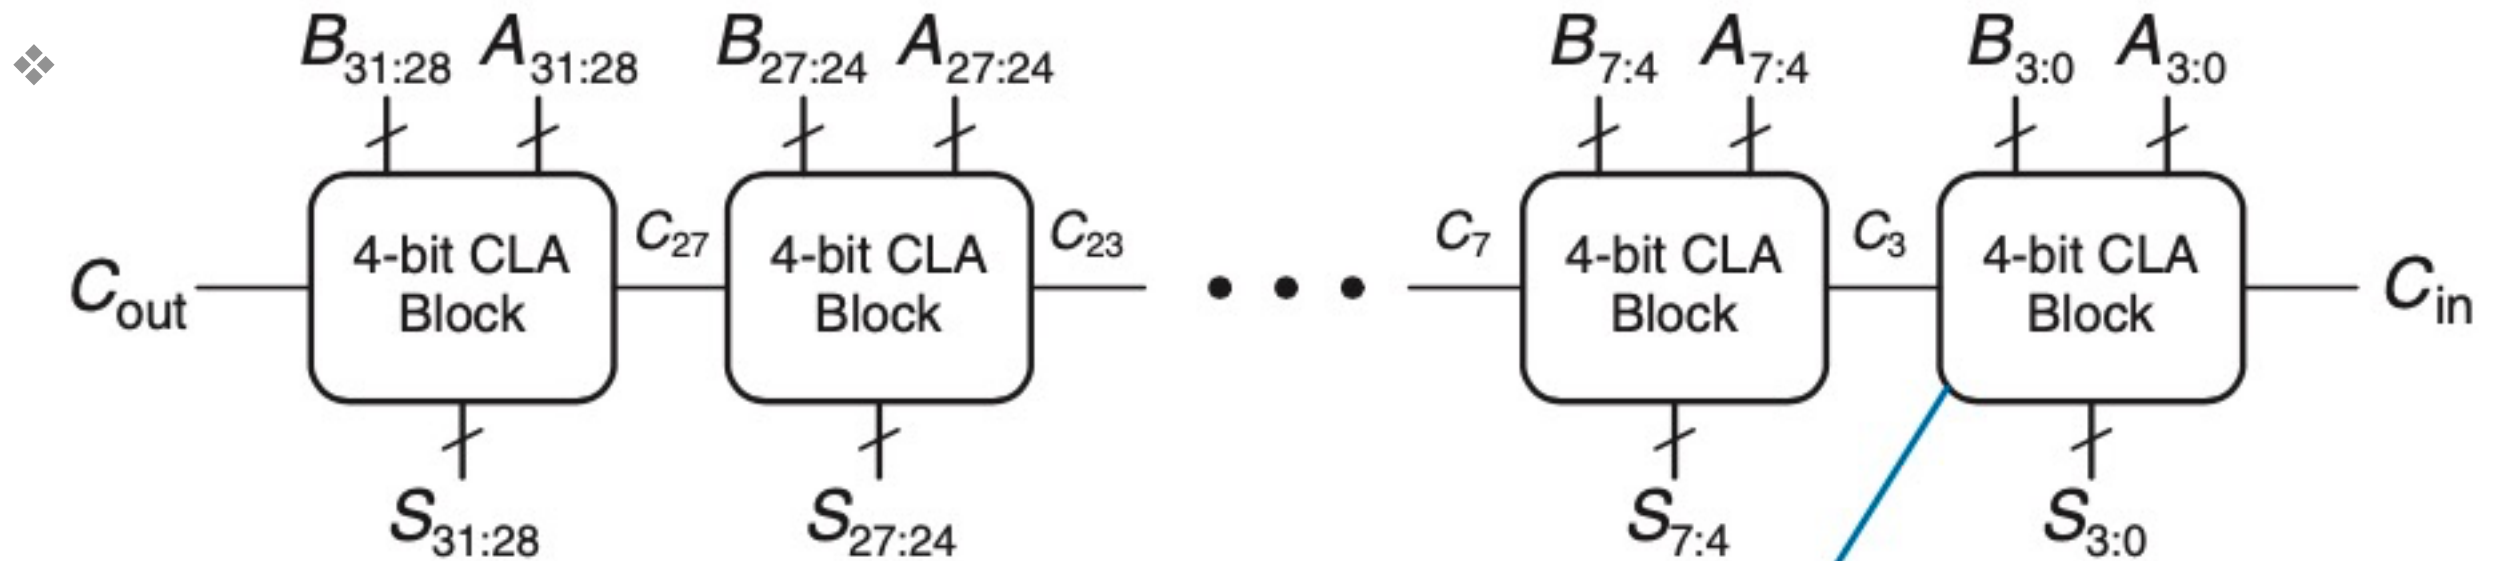 B31:28 A31:28 B27:24 A27:24 B7:4 A7:4 B3:0 A3:0
C27 C23 C7 C3
4-bit CLA 4-bit CLA 4-bit CLA 4-bit CLA
Cout Block Block Block Block Cin
S31:28 S27:24 S7:4 S3:0